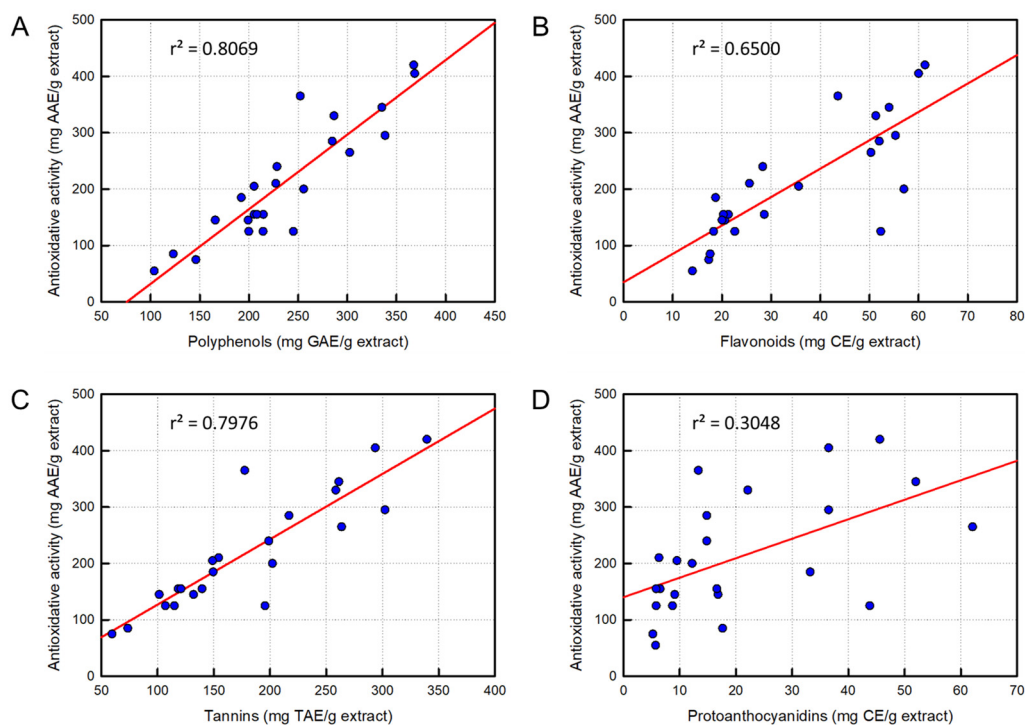 A
r² = 0.8069
Antioxidative activity (mg AAE/g extract)
500
400
300
200
100
0
50 100 150 200 250 300 350 400 450
Polyphenols (mg GAE/g extract)
B
r² = 0.6500
Antioxidative activity (mg AAE/g extract)
500
400
300
200
100
0
0 10 20 30 40 50 60 70 80
Flavonoids (mg CE/g extract)
C
r² = 0.7976
Antioxidative activity (mg AAE/g extract)
500
400
300
200
100
0
50 100 150 200 250 300 350 400
Tannins (mg TAE/g extract)
D
r² = 0.3048
Antioxidative activity (mg AAE/g extract)
500
400
300
200
100
0
0 10 20 30 40 50 60 70
Protoanthocyanidins (mg CE/g extract)